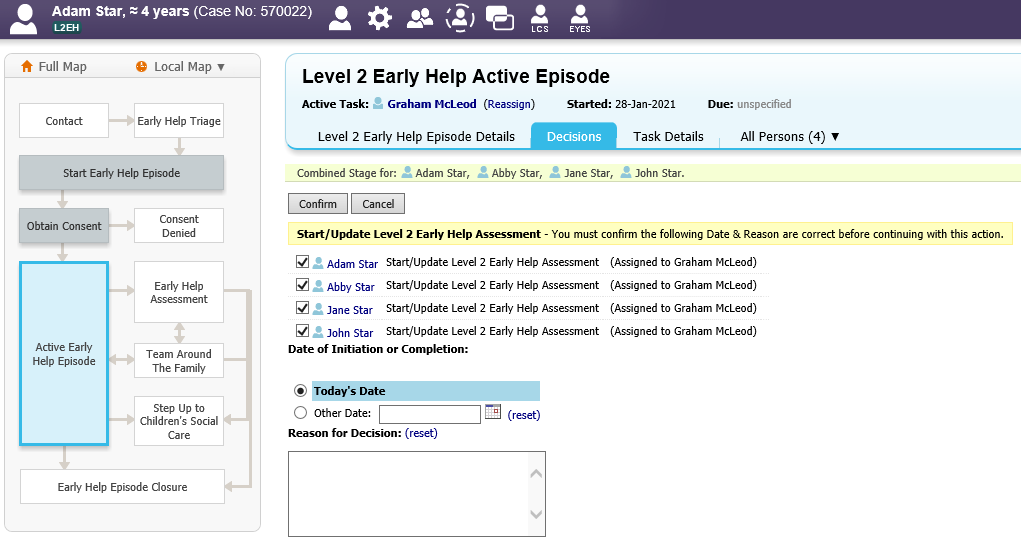 Adam Star, ≈ 4 years (Case No: 570022)
L2EH
LCS
EYES
Full Map
Local Map ▼
Contact
Early Help Triage
Start Early Help Episode
Obtain Consent
Consent
Denied
Active Early
Help Episode
Early Help
Assessment
Team Around
The Family
Step Up to
Children's Social
Care
Early Help Episode Closure
Level 2 Early Help Active Episode
Active Task: Graham McLeod (Reassign) Started: 28-Jan-2021 Due: unspecified
Level 2 Early Help Episode Details Decisions Task Details All Persons (4) ▼
Combined Stage for: Adam Star, Abby Star, Jane Star, John Star.
Confirm Cancel
Start/Update Level 2 Early Help Assessment - You must confirm the following Date & Reason are correct before continuing with this action.
Adam Star Start/Update Level 2 Early Help Assessment (Assigned to Graham McLeod)
Abby Star Start/Update Level 2 Early Help Assessment (Assigned to Graham McLeod)
Jane Star Start/Update Level 2 Early Help Assessment (Assigned to Graham McLeod)
John Star Start/Update Level 2 Early Help Assessment (Assigned to Graham McLeod)
Date of Initiation or Completion:
Today's Date
Other Date: (reset)
Reason for Decision: (reset)